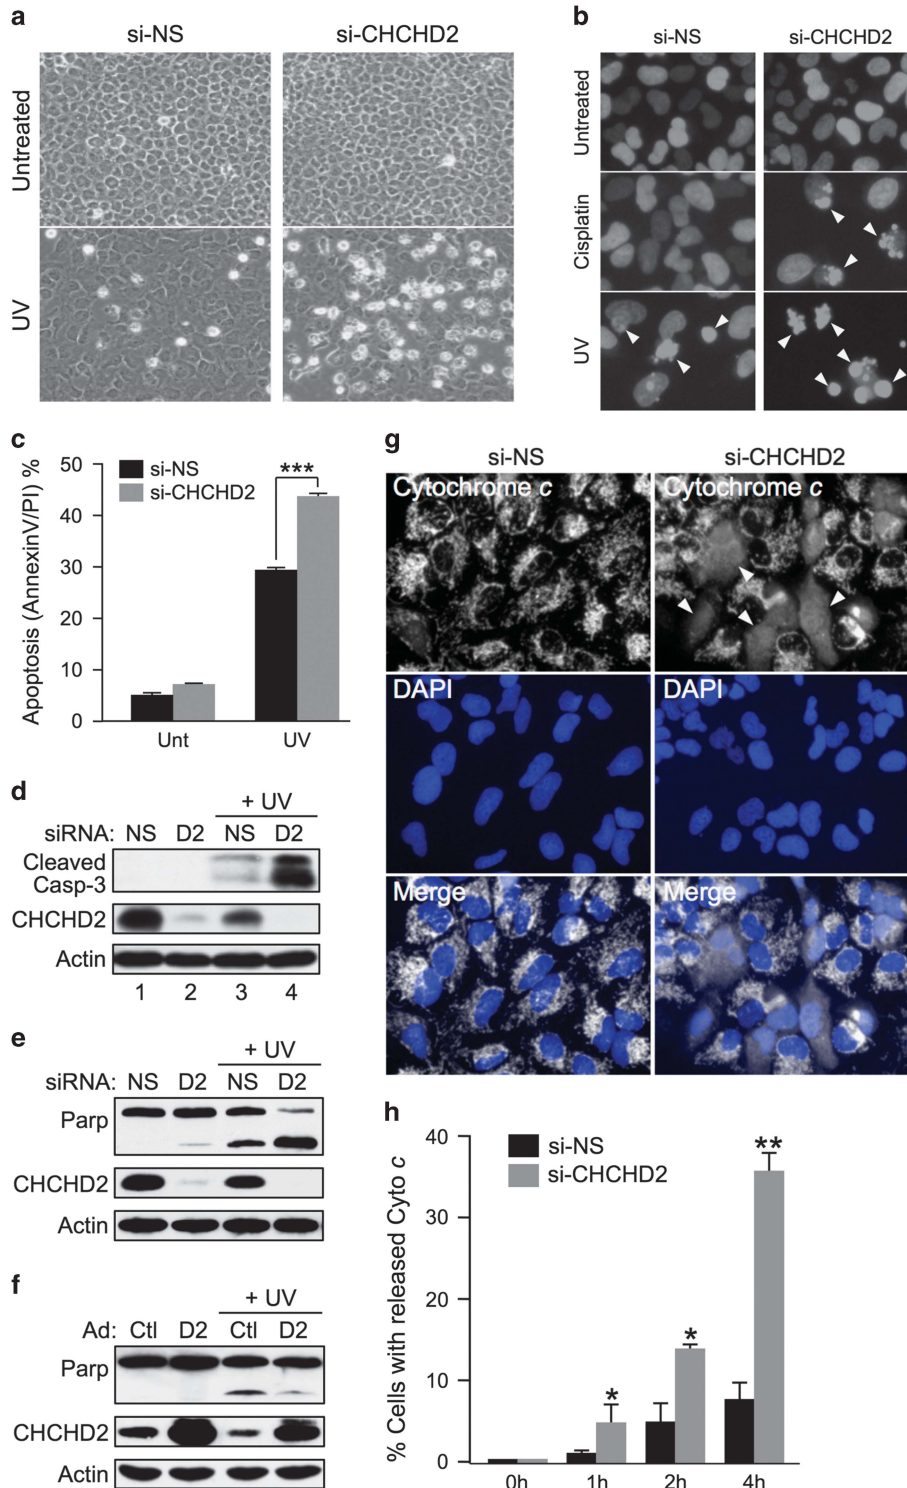 a
si-NS si-CHCHD2
Untreated
UV
b
si-NS si-CHCHD2
Untreated
Cisplatin
UV
c
Apoptosis (AnnexinV/PI) %
50
40
30
20
10
0
si-NS
si-CHCHD2
***
Unt UV
d
+ UV
siRNA: NS D2 NS D2
Cleaved
Casp-3
CHCHD2
Actin
1 2 3 4
e
+ UV
siRNA: NS D2 NS D2
Parp
CHCHD2
Actin
f
+ UV
Ad: Ctl D2 Ctl D2
Parp
CHCHD2
Actin
g
si-NS si-CHCHD2
Cytochrome c Cytochrome c
DAPI DAPI
Merge Merge
h
% Cells with released Cyto c
40
30
20
10
0
si-NS
si-CHCHD2
*
*
**
0h 1h 2h 4h